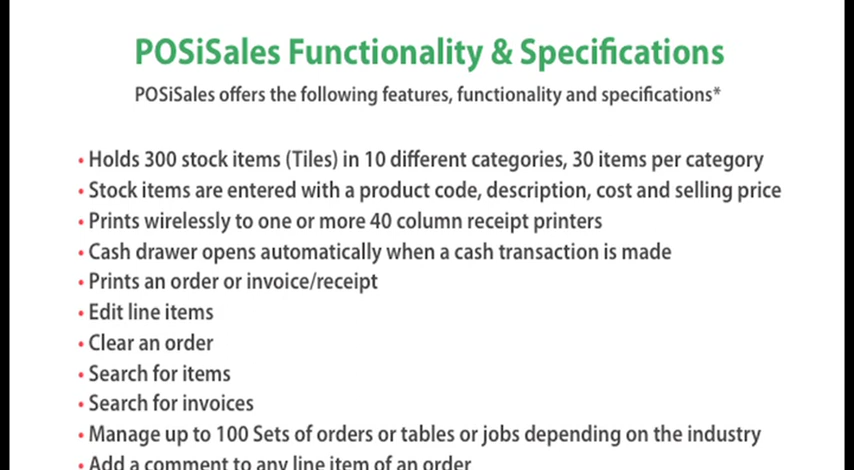 POSiSales Functionality & Specifications
POSiSales offers the following features, functionality and specifications*
• Holds 300 stock items (Tiles) in 10 different categories, 30 items per category
• Stock items are entered with a product code, description, cost and selling price
• Prints wirelessly to one or more 40 column receipt printers
• Cash drawer opens automatically when a cash transaction is made
• Prints an order or invoice/receipt
• Edit line items
• Clear an order
• Search for items
• Search for invoices
• Manage up to 100 Sets of orders or tables or jobs depending on the industry
• Add a comment to any line item of an order